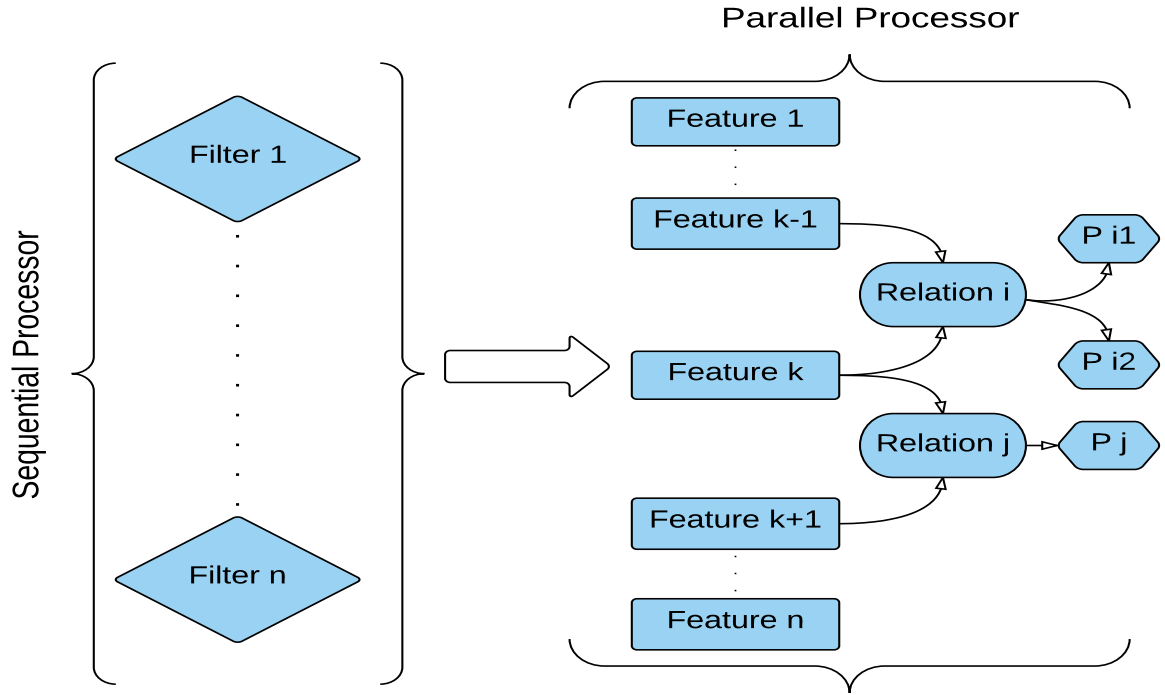 Parallel Processor
Sequential Processor
Filter 1
Filter n
Feature 1
Feature k-1
Feature k
Feature k+1
Feature n
Relation i
Relation j
P i1
P i2
P j